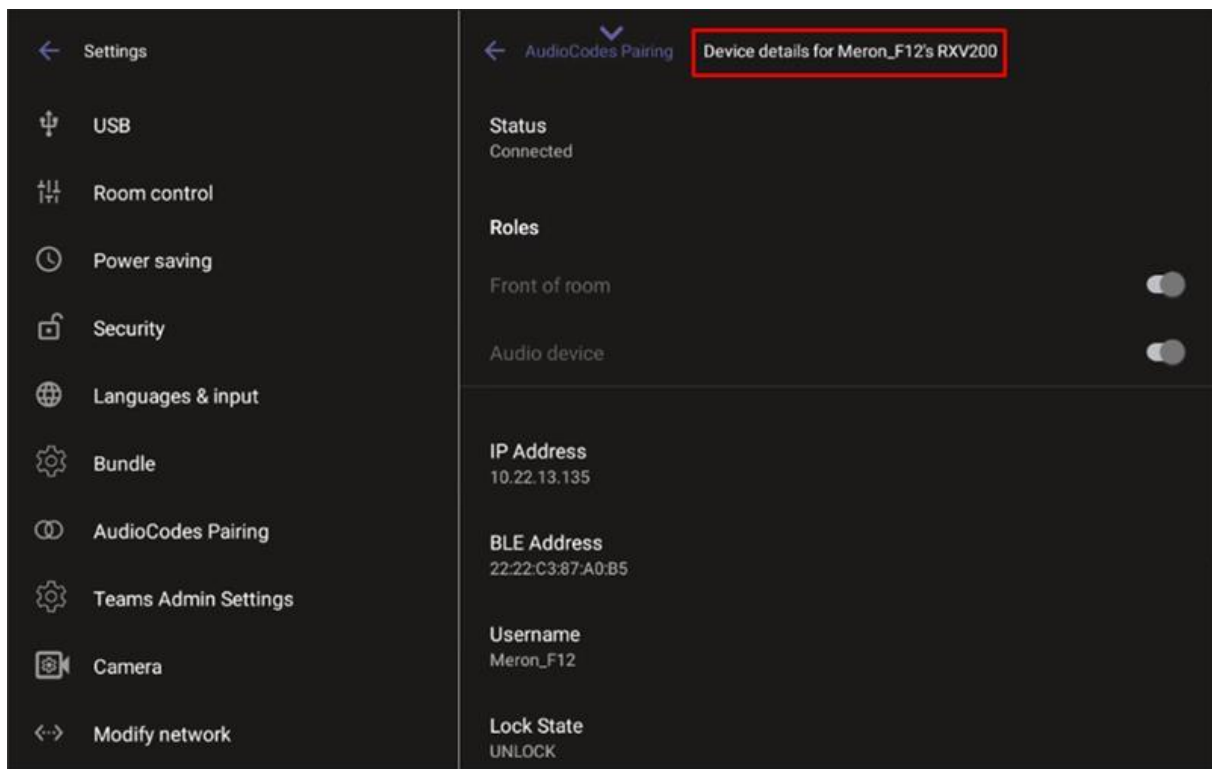 Settings
USB
Room control
Power saving
Security
Languages & input
Bundle
AudioCodes Pairing
Teams Admin Settings
Camera
Modify network
AudioCodes Pairing Device details for Meron_F12's RXV200
Status
Connected
Roles
Front of room
Audio device
IP Address
10.22.13.135
BLE Address
22:22:C3:87:A0:B5
Username
Meron_F12
Lock State
UNLOCK